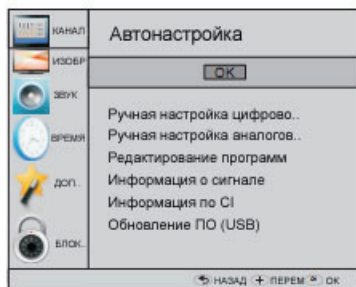 КАНАЛ
ИЗОБР
ЗВУК
ВРЕМЯ
ДОП.
БЛОК.
Автонастройка
OK
Ручная настройка цифрово..
Ручная настройка аналогов..
Редактирование программ
Информация о сигнале
Информация по CI
Обновление ПО (USB)
НАЗАД ПЕРЕМ OK